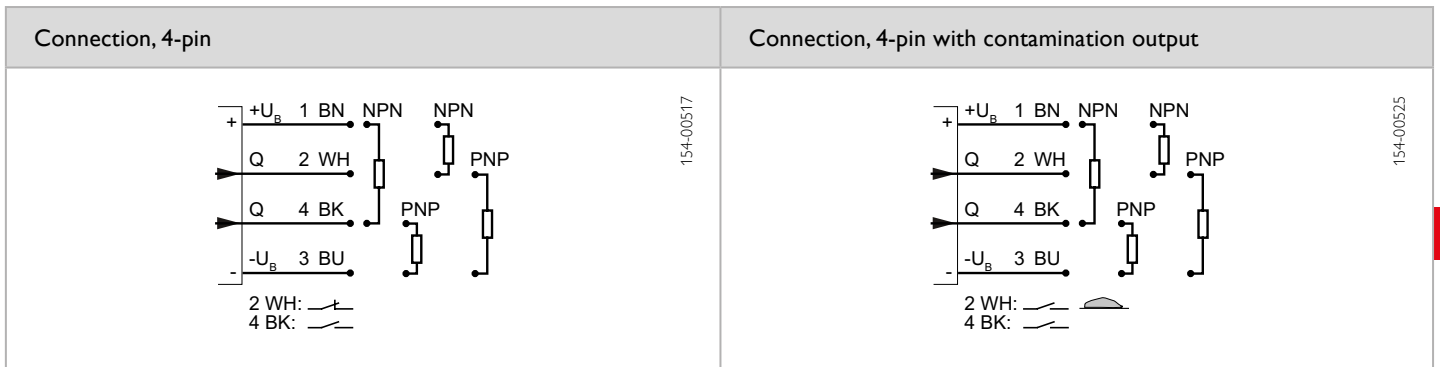 Connection, 4-pin
Connection, 4-pin with contamination output
+U_B 1 BN NPN NPN
+
Q 2 WH PNP
Q 4 BK PNP
-U_B 3 BU
-
2 WH:
4 BK:
154-00517
+U_B 1 BN NPN NPN
+
Q 2 WH PNP
Q 4 BK PNP
-U_B 3 BU
-
2 WH:
4 BK:
154-00525